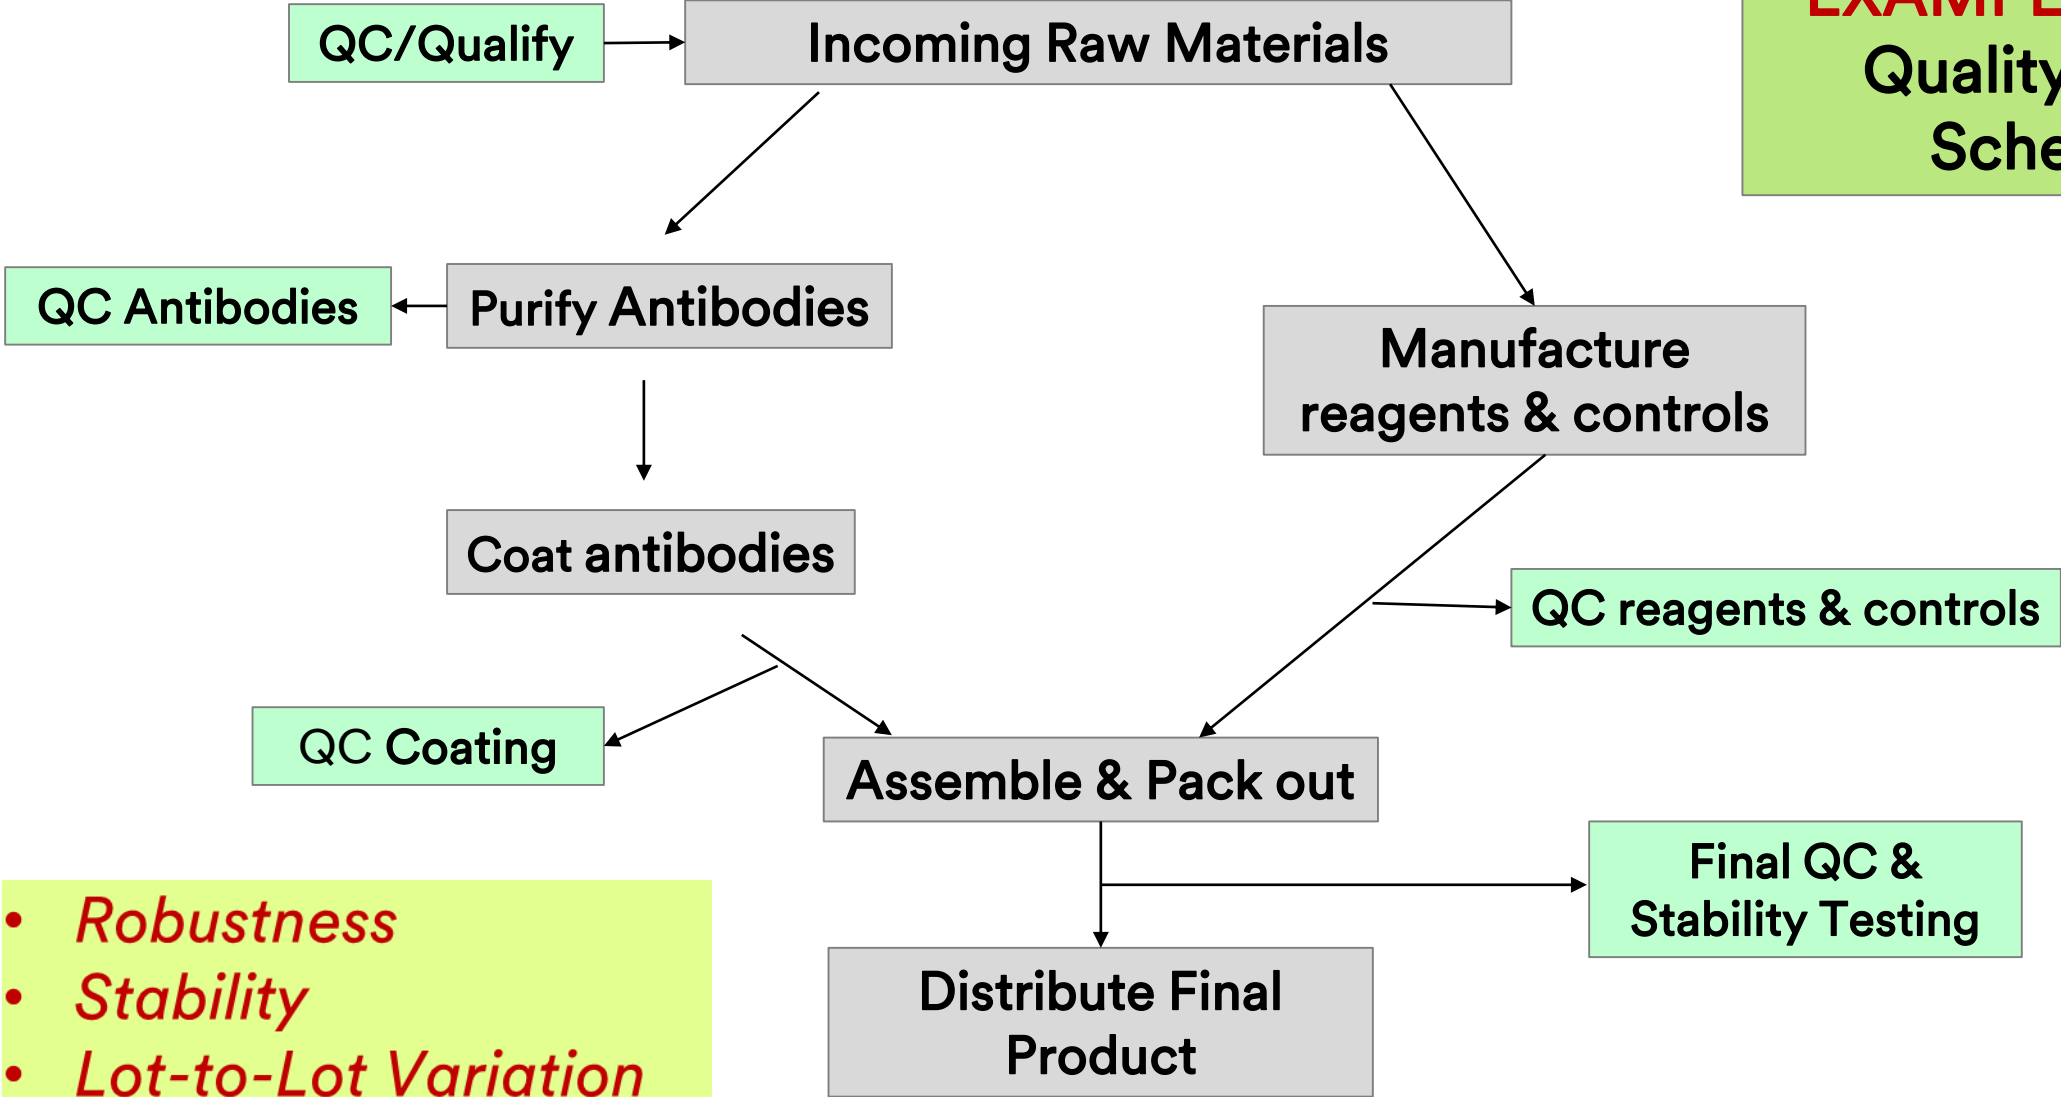 QC/Qualify
Incoming Raw Materials
Quality
QC Antibodies
Purify Antibodies
Manufacture
reagents & controls
Coat antibodies
QC reagents & controls
QC Coating
Assemble & Pack out
Final QC &
Stability Testing
• Robustness
• Stability
• Lot-to-Lot Variation
Distribute Final
Product